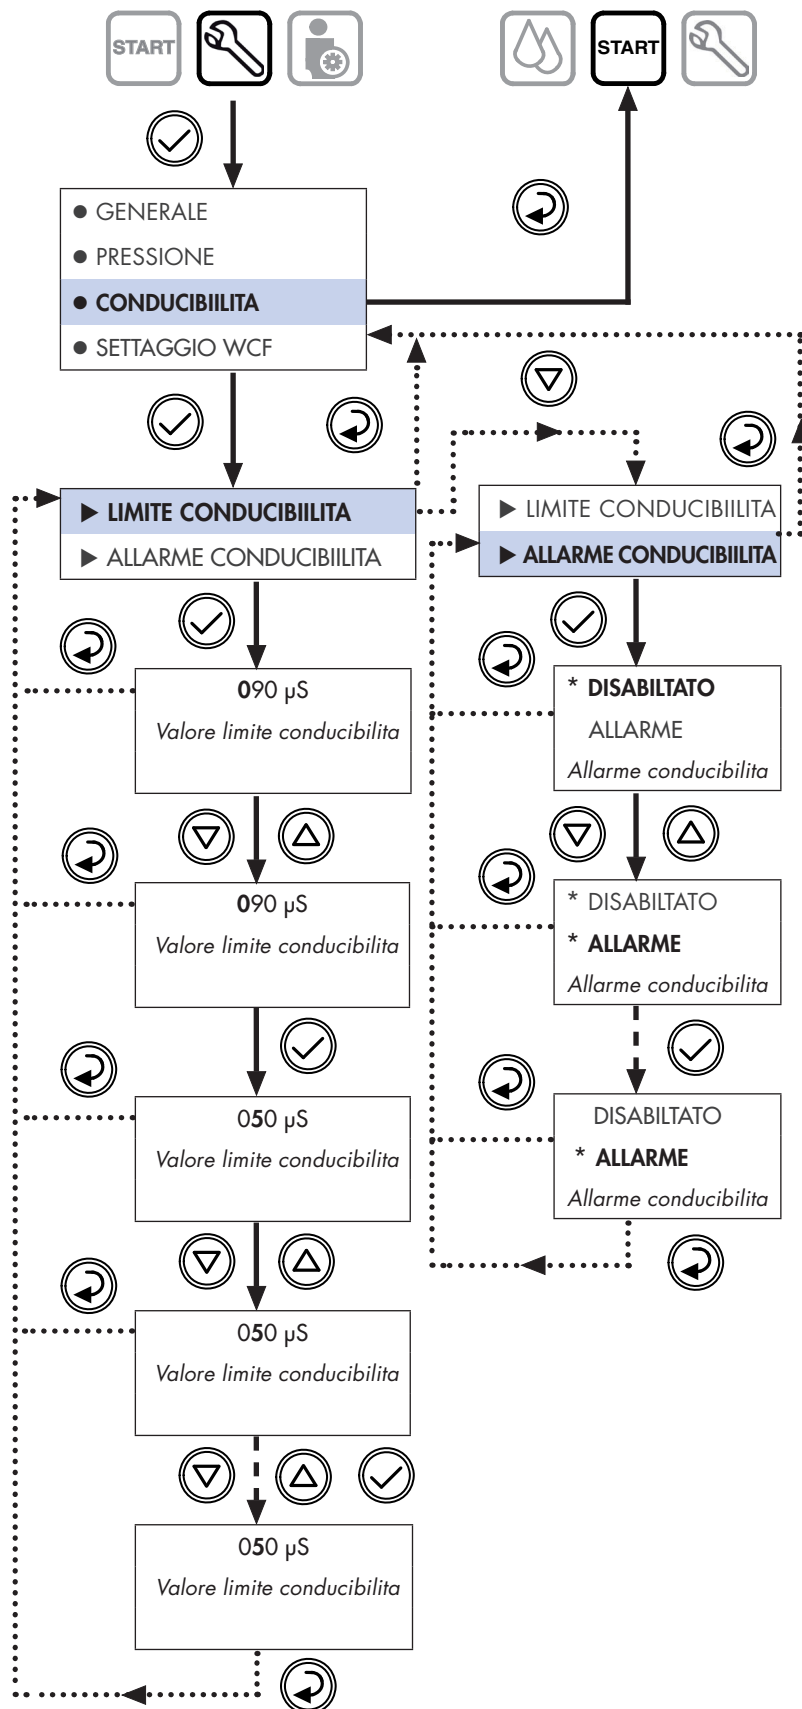 START
START
● GENERALE
● PRESSIONE
● CONDUCIBIILITA
● SETTAGGIO WCF
▶ LIMITE CONDUCIBIILITA
▶ ALLARME CONDUCIBIILITA
090 µS
Valore limite conducibilita
090 µS
Valore limite conducibilita
050 µS
Valore limite conducibilita
050 µS
Valore limite conducibilita
050 µS
Valore limite conducibilita
▶ LIMITE CONDUCIBIILITA
▶ ALLARME CONDUCIBIILITA
* DISABILTATO
ALLARME
Allarme conducibilita
* DISABILTATO
* ALLARME
Allarme conducibilita
DISABILTATO
* ALLARME
Allarme conducibilita